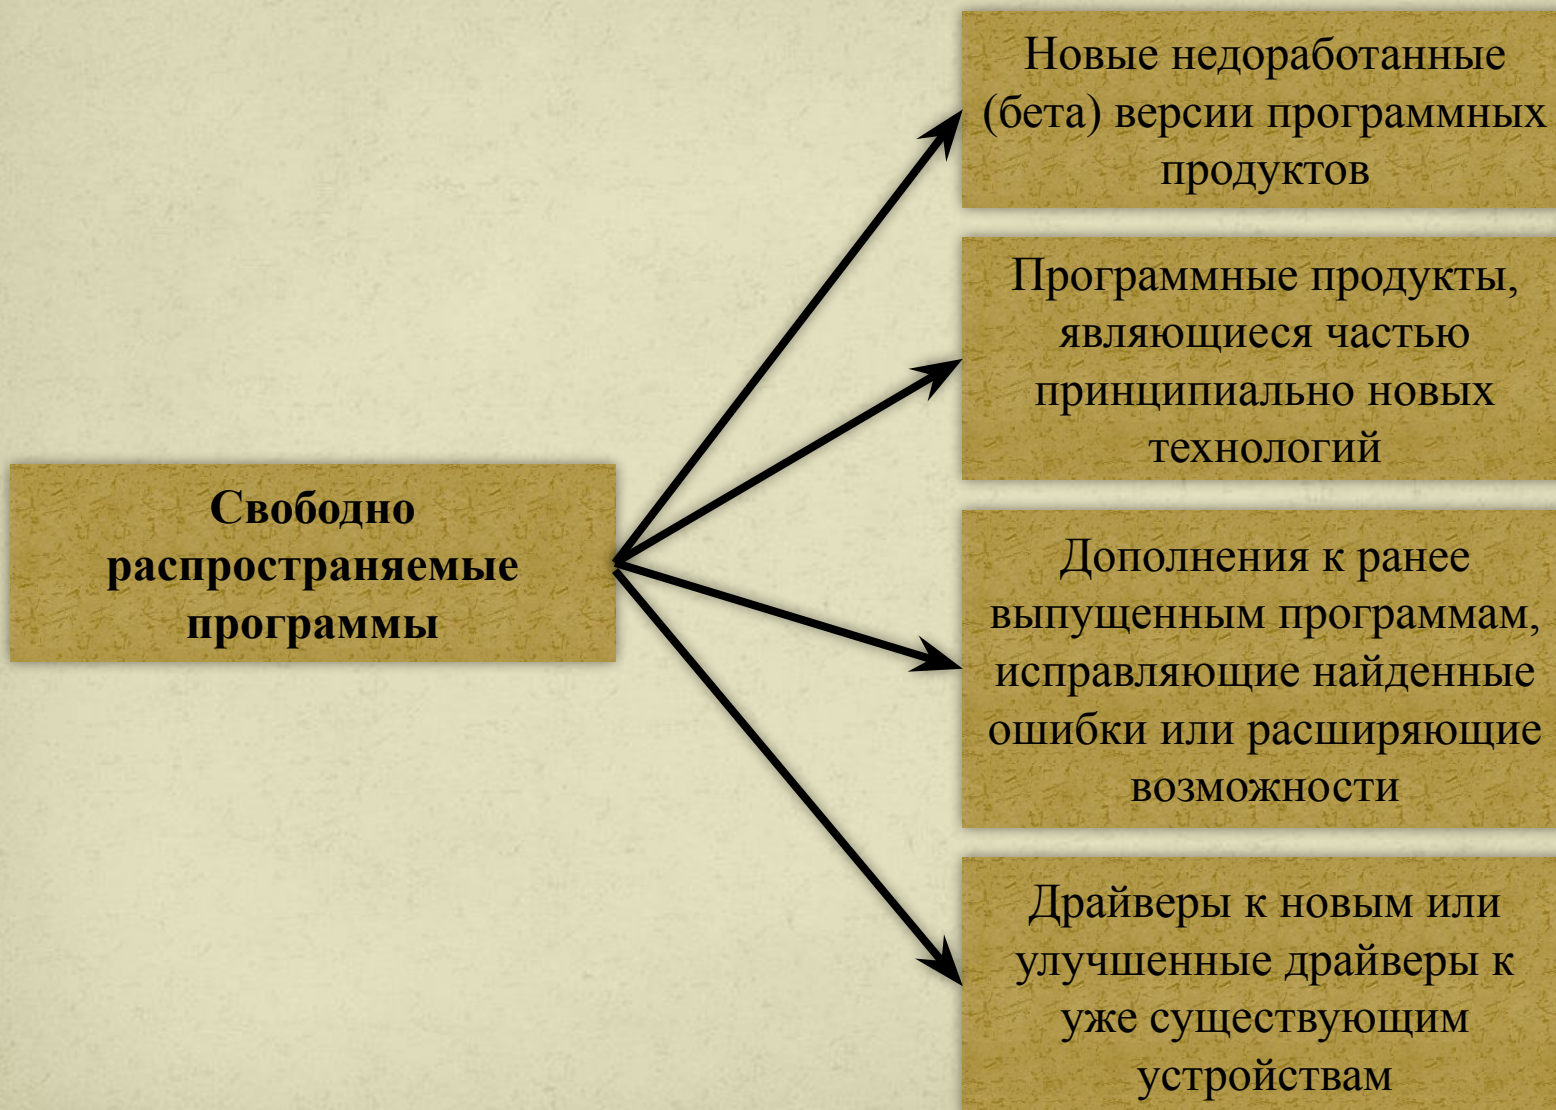 Свободно
распространяемые
программы
Новые недоработанные
(бета) версии программных
продуктов
Программные продукты,
являющиеся частью
принципиально новых
технологий
Дополнения к ранее
выпущенным программам,
исправляющие найденные
ошибки или расширяющие
возможности
Драйверы к новым или
улучшенные драйверы к
уже существующим
устройствам